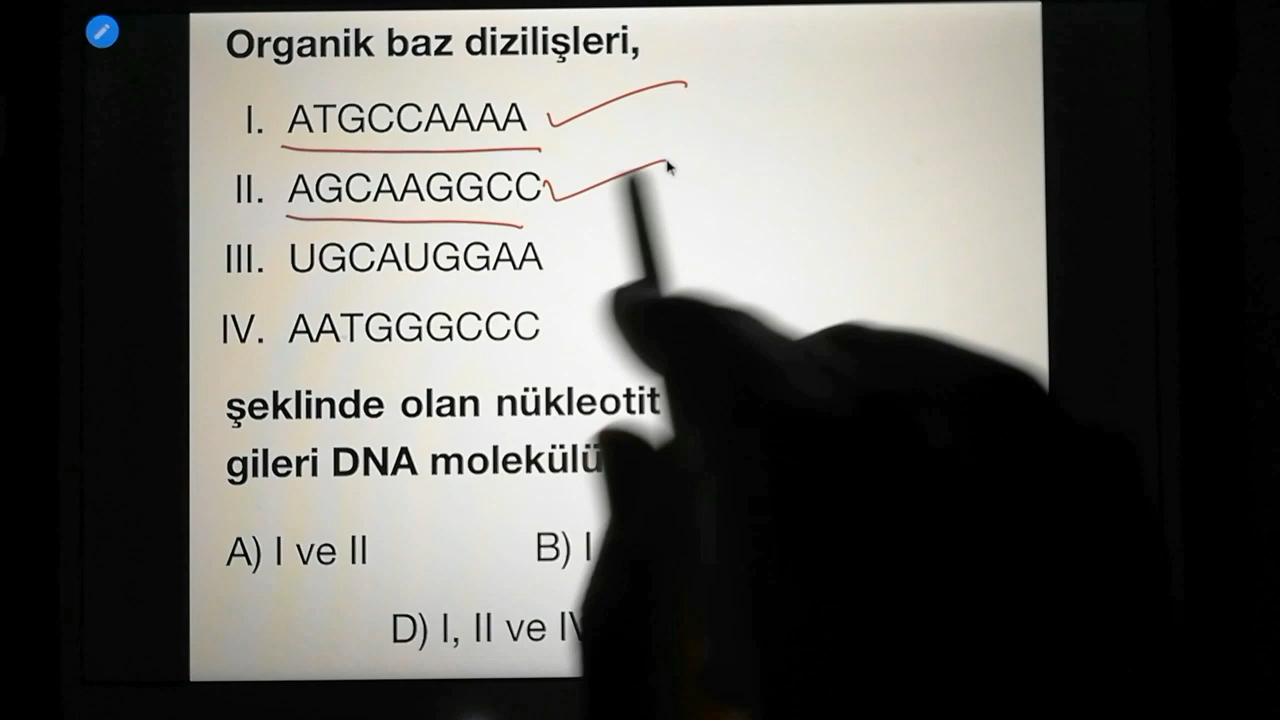 Organik baz dizilişleri,
I. ATGCCAAAA
II. AGCAAGGCC
III. UGCAUGGAA
IV. AATGGGCCC
şeklinde olan nükleotit
gileri DNA molekülü
A) I ve II B) I
D) I, II ve IV